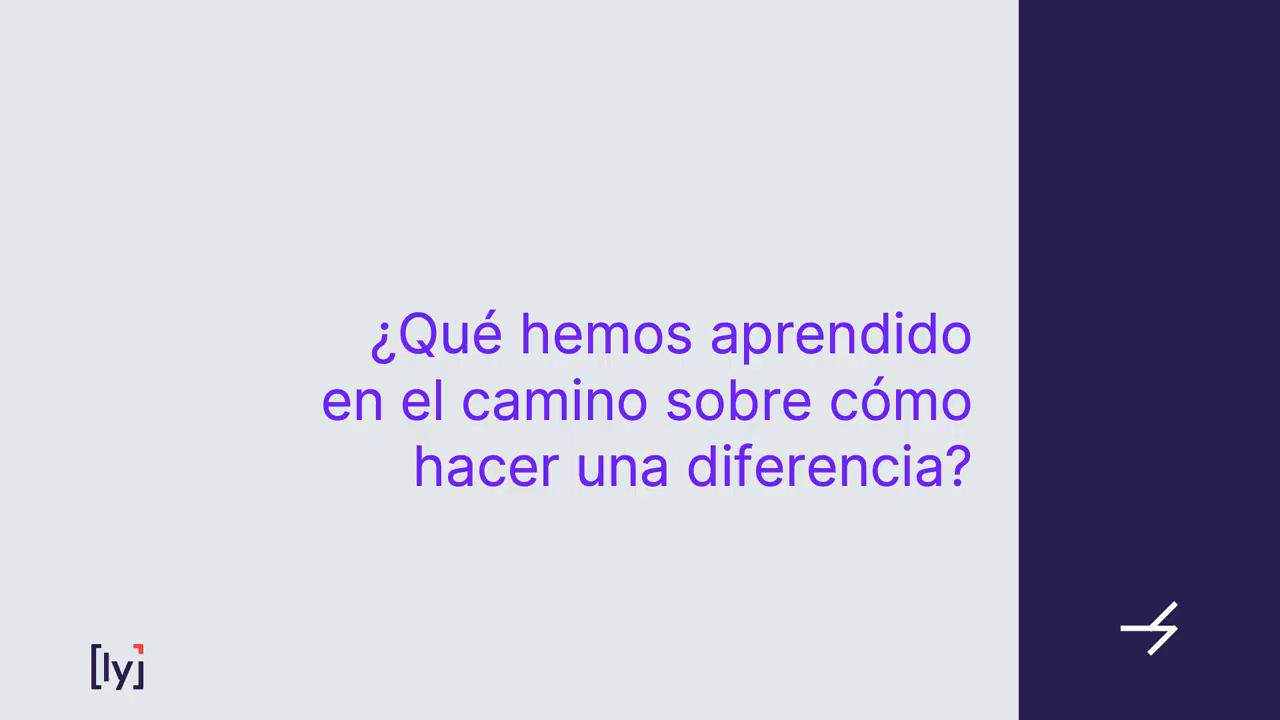 ¿Qué hemos aprendido
en el camino sobre cómo
hacer una diferencia?
[ly]